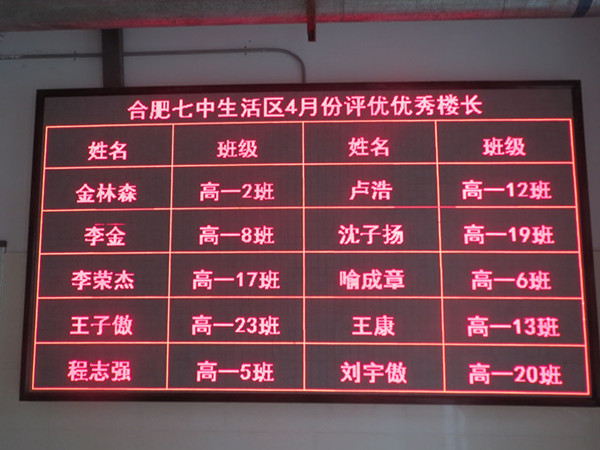 合肥七中生活区4月份评优优秀楼长
姓名 班级 姓名 班级
金林森 高一2班 卢浩 高一12班
李金 高一8班 沈子扬 高一19班
李荣杰 高一17班 喻成章 高一6班
王子傲 高一23班 王康 高一13班
程志强 高一5班 刘宇傲 高一20班